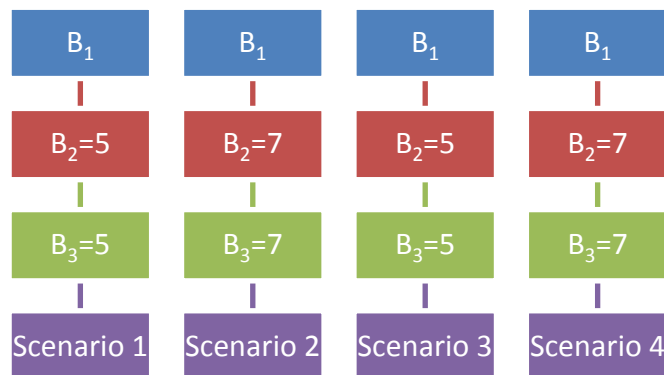 B₁ B₁ B₁ B₁
B₂=5 B₂=7 B₂=5 B₂=7
B₃=5 B₃=7 B₃=5 B₃=7
Scenario 1 Scenario 2 Scenario 3 Scenario 4